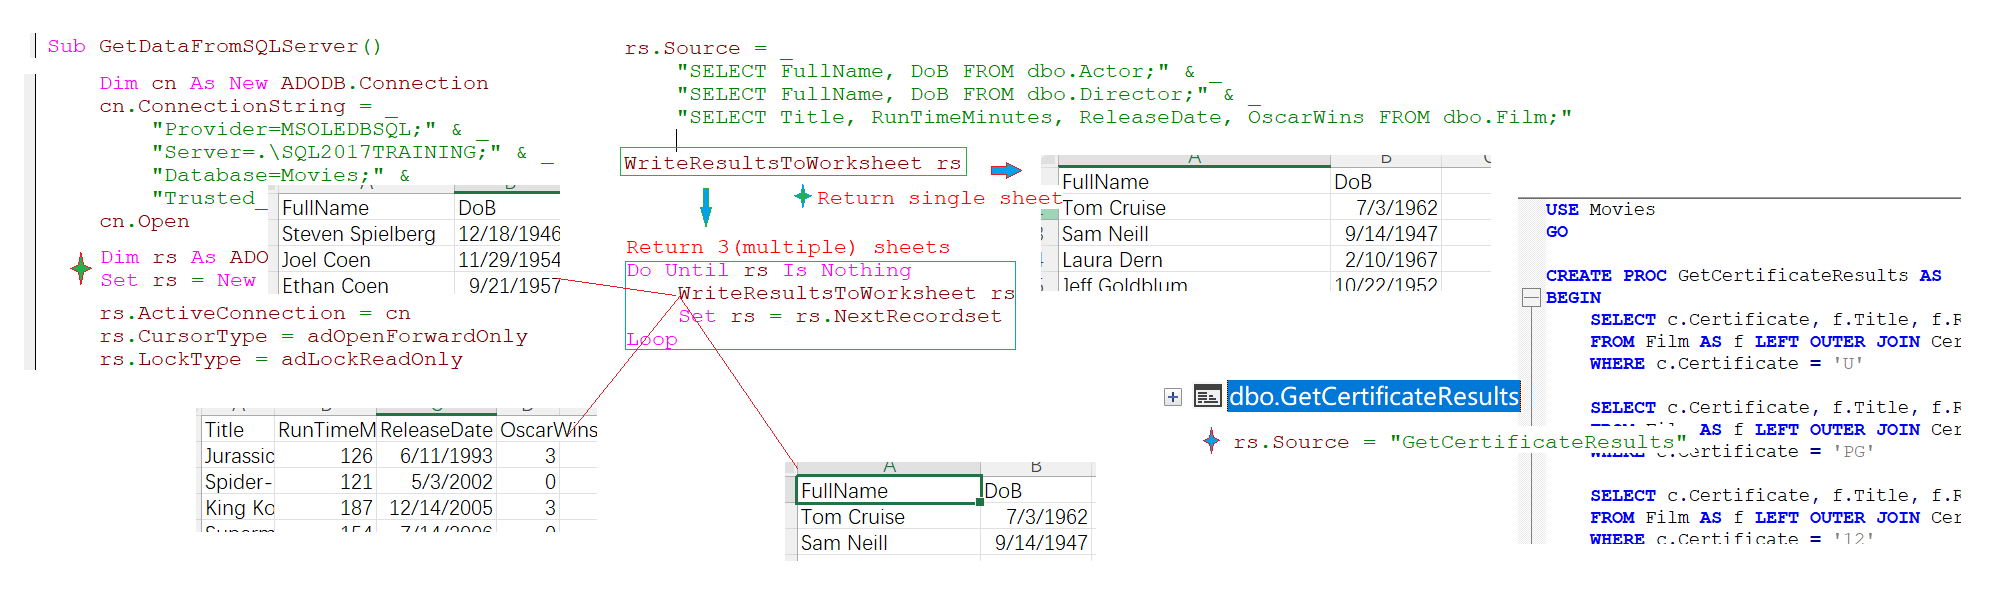 Sub GetDataFromSQLServer()
Dim cn As New ADODB.Connection
cn.ConnectionString = _
"Provider=MSOLEDBSQL;" & _
"Server=.\SQL2017TRAINING;" & _
"Database=Movies;" &
"Trusted_
cn.Open
Dim rs As ADO
Set rs = New
rs.ActiveConnection = cn
rs.CursorType = adOpenForwardOnly
rs.LockType = adLockReadOnly
FullName DoB
Steven Spielberg 12/18/1946
Joel Coen 11/29/1954
Ethan Coen 9/21/1957
rs.Source = _
"SELECT FullName, DoB FROM dbo.Actor;" & _
"SELECT FullName, DoB FROM dbo.Director;" & _
"SELECT Title, RunTimeMinutes, ReleaseDate, OscarWins FROM dbo.Film;"
WriteResultsToWorksheet rs
Return single sheet
Return 3(multiple) sheets
Do Until rs Is Nothing
WriteResultsToWorksheet rs
Set rs = rs.NextRecordset
Loop
A B
FullName DoB
Tom Cruise 7/3/1962
Sam Neill 9/14/1947
Laura Dern 2/10/1967
Jeff Goldblum 10/22/1952
Title RunTimeM ReleaseDate OscarWins
Jurassic 126 6/11/1993 3
Spider- 121 5/3/2002 0
King Ko 187 12/14/2005 3
Superm 154 7/14/2006 0
A B
FullName DoB
Tom Cruise 7/3/1962
Sam Neill 9/14/1947
dbo.GetCertificateResults
rs.Source = "GetCertificateResults"
USE Movies
GO
CREATE PROC GetCertificateResults AS
BEGIN
SELECT c.Certificate, f.Title, f.R
FROM Film AS f LEFT OUTER JOIN Cer
WHERE c.Certificate = 'U'
SELECT c.Certificate, f.Title, f.R
FROM Film AS f LEFT OUTER JOIN Cer
WHERE c.Certificate = 'PG'
SELECT c.Certificate, f.Title, f.R
FROM Film AS f LEFT OUTER JOIN Cer
WHERE c.Certificate = '12'